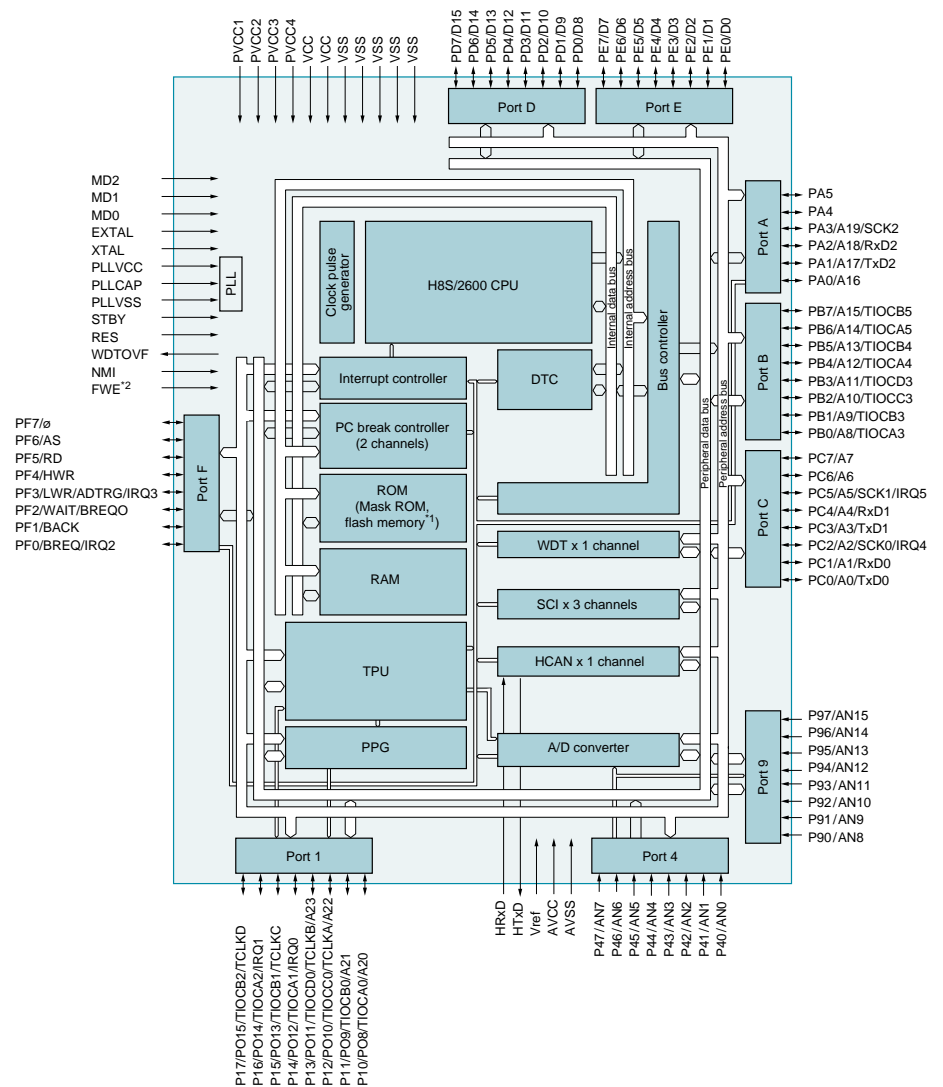 PVCC1
PVCC2
PVCC3
PVCC4
VCC
VCC
VSS
VSS
VSS
VSS
VSS
PD7/D15
PD6/D14
PD5/D13
PD4/D12
PD3/D11
PD2/D10
PD1/D9
PD0/D8
PE7/D7
PE6/D6
PE5/D5
PE4/D4
PE3/D3
PE2/D2
PE1/D1
PE0/D0
Port D
Port E
MD2
MD1
MD0
EXTAL
XTAL
PLLVCC
PLLCAP
PLLVSS
STBY
RES
WDTOVF
NMI
FWE*2
PLL
Clock pulse
generator
H8S/2600 CPU
Internal data bus
Internal address bus
Bus controller
Interrupt controller
DTC
PC break controller
(2 channels)
ROM
(Mask ROM,
flash memory*1)
RAM
TPU
PPG
WDT x 1 channel
SCI x 3 channels
HCAN x 1 channel
A/D converter
Peripheral data bus
Peripheral address bus
Port A
PA5
PA4
PA3/A19/SCK2
PA2/A18/RxD2
PA1/A17/TxD2
PA0/A16
Port B
PB7/A15/TIOCB5
PB6/A14/TIOCA5
PB5/A13/TIOCB4
PB4/A12/TIOCA4
PB3/A11/TIOCD3
PB2/A10/TIOCC3
PB1/A9/TIOCB3
PB0/A8/TIOCA3
Port C
PC7/A7
PC6/A6
PC5/A5/SCK1/IRQ5
PC4/A4/RxD1
PC3/A3/TxD1
PC2/A2/SCK0/IRQ4
PC1/A1/RxD0
PC0/A0/TxD0
PF7/ø
PF6/AS
PF5/RD
PF4/HWR
PF3/LWR/ADTRG/IRQ3
PF2/WAIT/BREQO
PF1/BACK
PF0/BREQ/IRQ2
Port F
Port 9
P97/AN15
P96/AN14
P95/AN13
P94/AN12
P93/AN11
P92/AN10
P91/AN9
P90/AN8
Port 1
Port 4
P17/PO15/TIOCB2/TCLKD
P16/PO14/TIOCA2/IRQ1
P15/PO13/TIOCB1/TCLKC
P14/PO12/TIOCA1/IRQ0
P13/PO11/TIOCD0/TCLKB/A23
P12/PO10/TIOCC0/TCLKA/A22
P11/PO9/TIOCB0/A21
P10/PO8/TIOCA0/A20
HRxD
HTxD
Vref
AVCC
AVSS
P47/AN7
P46/AN6
P45/AN5
P44/AN4
P43/AN3
P42/AN2
P41/AN1
P40/AN0